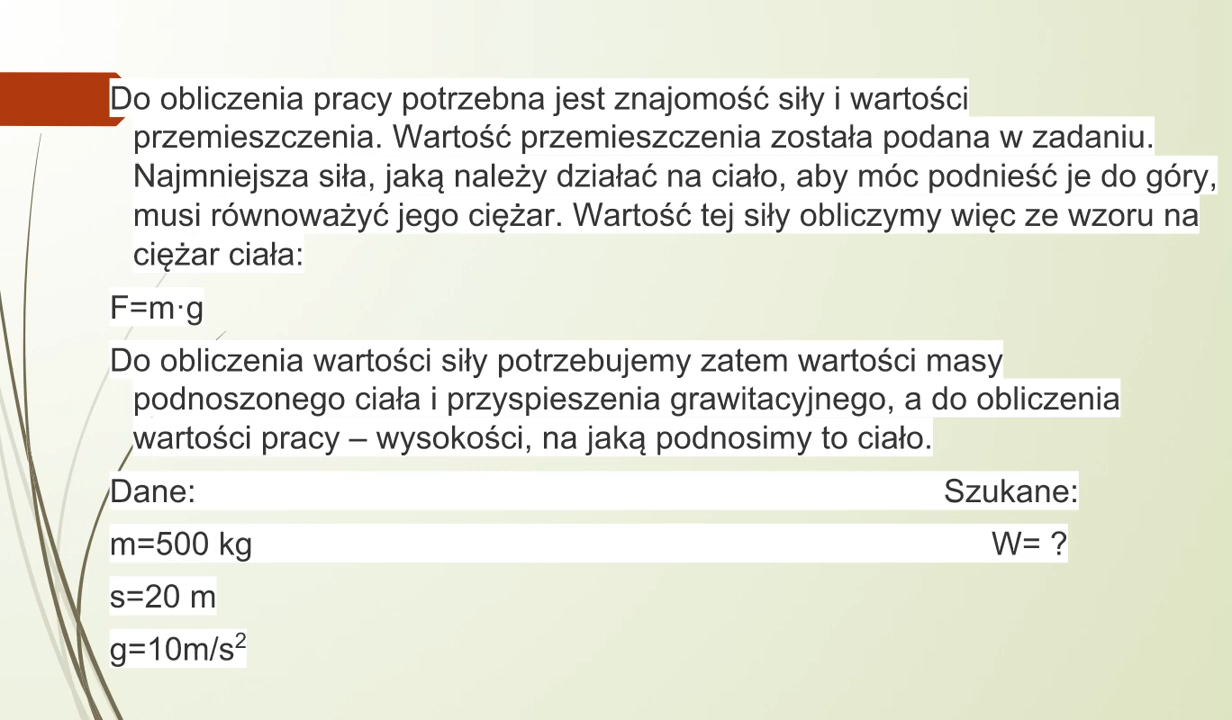 Do obliczenia pracy potrzebna jest znajomość siły i wartości
przemieszczenia. Wartość przemieszczenia została podana w zadaniu.
Najmniejsza siła, jaką należy działać na ciało, aby móc podnieść je do góry,
musi równoważyć jego ciężar. Wartość tej siły obliczymy więc ze wzoru na
ciężar ciała:
F=m·g
Do obliczenia wartości siły potrzebujemy zatem wartości masy
podnoszonego ciała i przyspieszenia grawitacyjnego, a do obliczenia
wartości pracy – wysokości, na jaką podnosimy to ciało.
Dane: Szukane:
m=500 kg W= ?
s=20 m
g=10m/s²